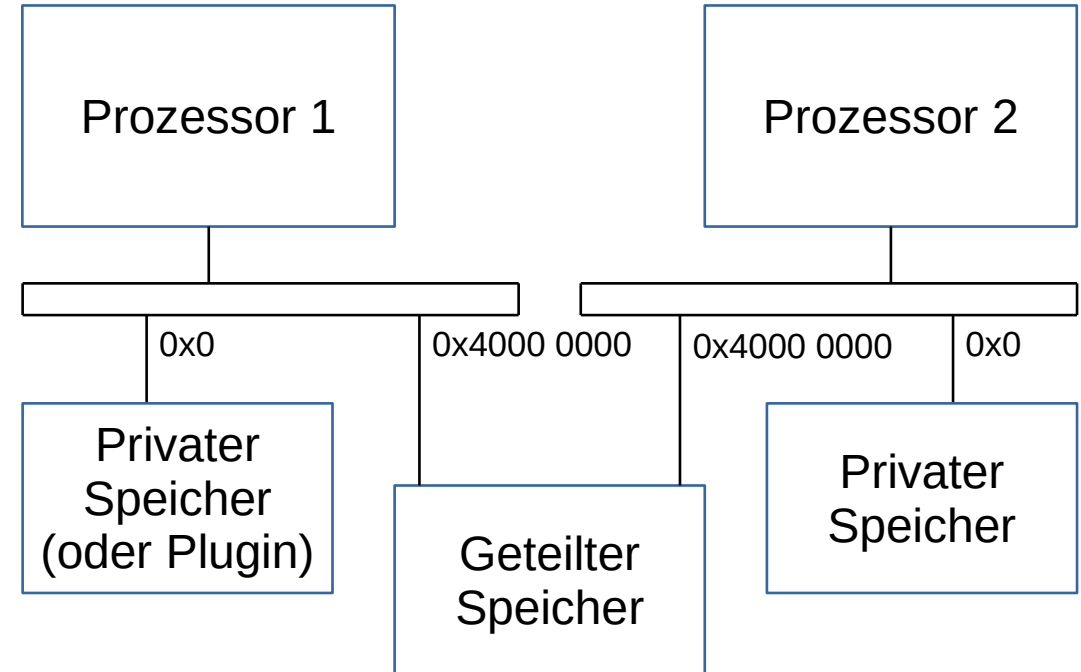 Prozessor 1
Prozessor 2
0x0
0x4000 0000
0x4000 0000
0x0
Privater
Speicher
(oder Plugin)
Geteilter
Speicher
Privater
Speicher